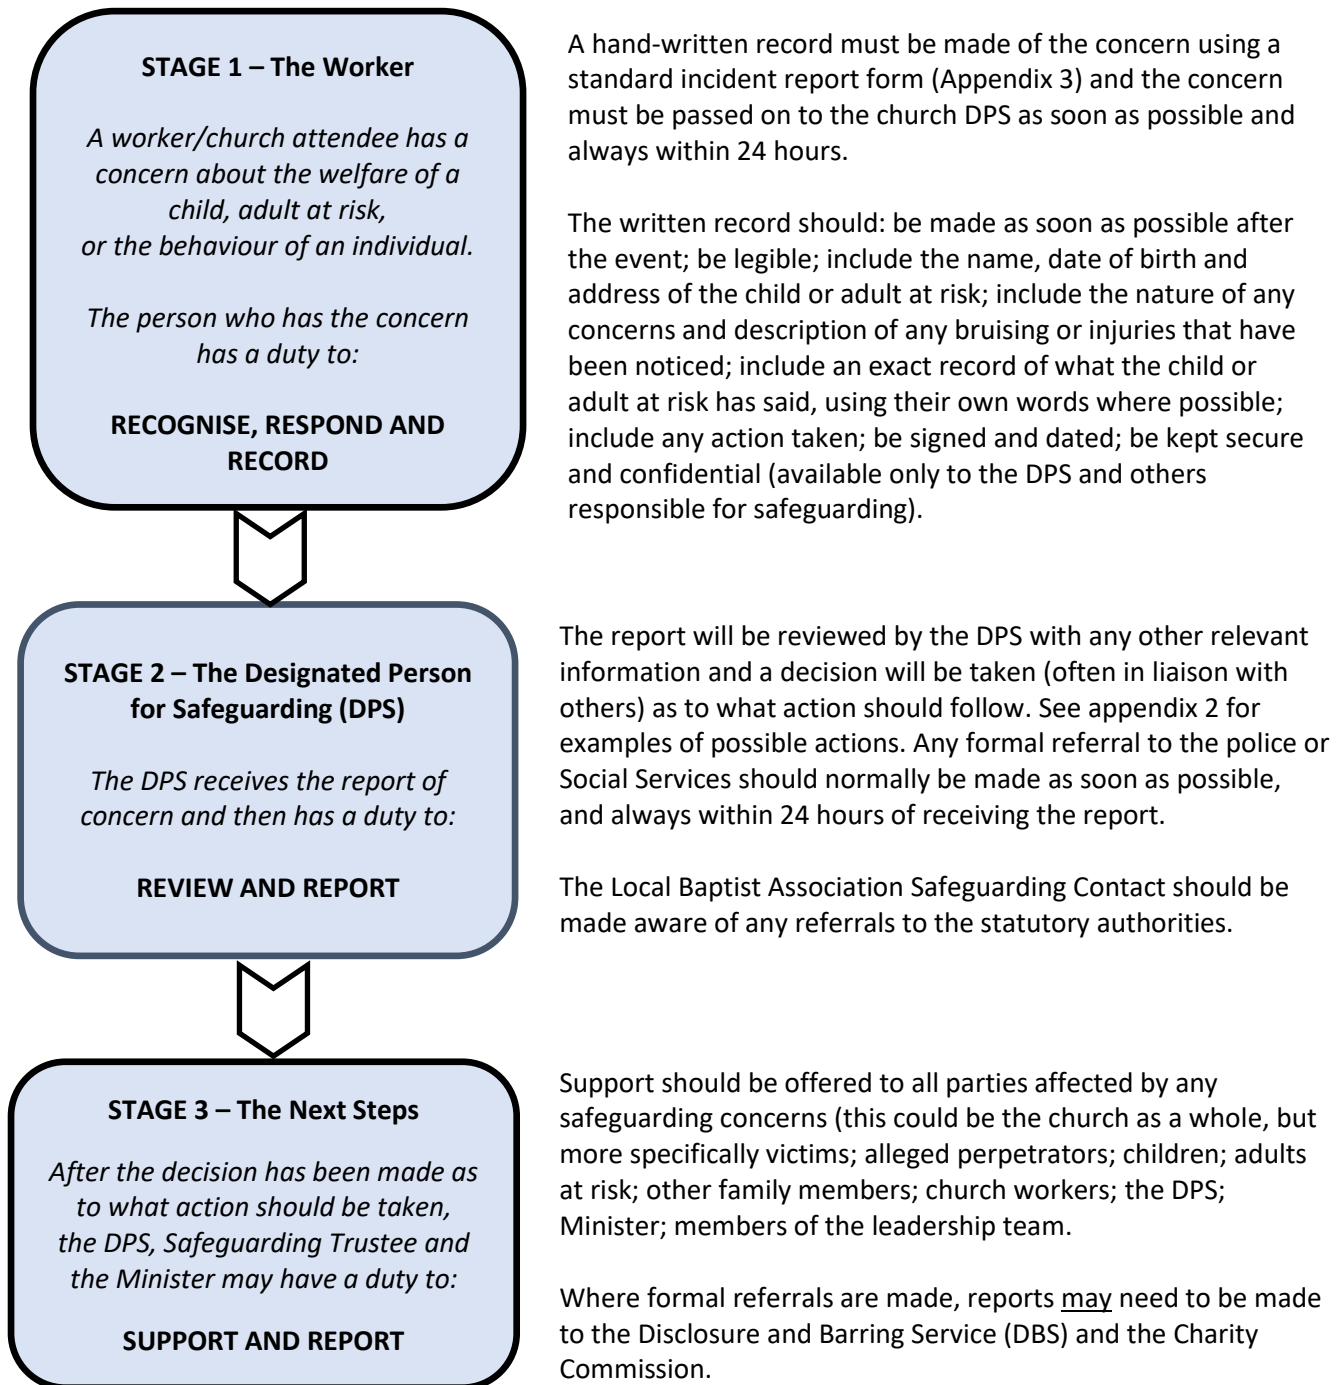 STAGE 1 – The Worker
A worker/church attendee has a
concern about the welfare of a
child, adult at risk,
or the behaviour of an individual.
The person who has the concern
has a duty to:
RECOGNISE, RESPOND AND
RECORD
A hand-written record must be made of the concern using a
standard incident report form (Appendix 3) and the concern
must be passed on to the church DPS as soon as possible and
always within 24 hours.
The written record should: be made as soon as possible after
the event; be legible; include the name, date of birth and
address of the child or adult at risk; include the nature of any
concerns and description of any bruising or injuries that have
been noticed; include an exact record of what the child or
adult at risk has said, using their own words where possible;
include any action taken; be signed and dated; be kept secure
and confidential (available only to the DPS and others
responsible for safeguarding).
STAGE 2 – The Designated Person
for Safeguarding (DPS)
The DPS receives the report of
concern and then has a duty to:
REVIEW AND REPORT
The report will be reviewed by the DPS with any other relevant
information and a decision will be taken (often in liaison with
others) as to what action should follow. See appendix 2 for
examples of possible actions. Any formal referral to the police or
Social Services should normally be made as soon as possible,
and always within 24 hours of receiving the report.
The Local Baptist Association Safeguarding Contact should be
made aware of any referrals to the statutory authorities.
STAGE 3 – The Next Steps
After the decision has been made as
to what action should be taken,
the DPS, Safeguarding Trustee and
the Minister may have a duty to:
SUPPORT AND REPORT
Support should be offered to all parties affected by any
safeguarding concerns (this could be the church as a whole, but
more specifically victims; alleged perpetrators; children; adults
at risk; other family members; church workers; the DPS;
Minister; members of the leadership team.
Where formal referrals are made, reports may need to be made
to the Disclosure and Barring Service (DBS) and the Charity
Commission.